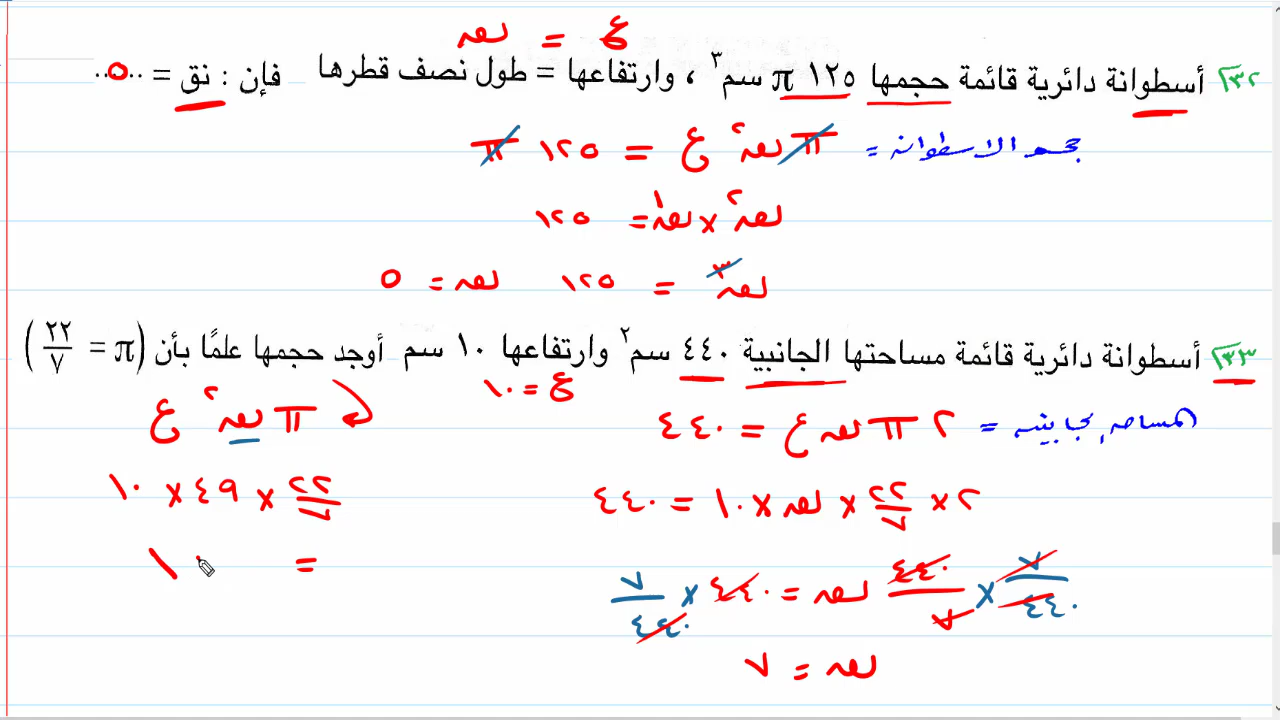 ع = نق
٣٢ أسطوانة دائرية قائمة حجمها ١٢٥ π سم٣ ، وارتفاعها = طول نصف قطرها فإن : نق = ..٥....
حجم الاسطوانة = π نق٢ ع = ١٢٥ π
نق٢ × نق١ = ١٢٥
نق٣ = ١٢٥ نق = ٥
٣٣ أسطوانة دائرية قائمة مساحتها الجانبية ٤٤٠ سم٢ وارتفاعها ١٠ سم أوجد حجمها علمًا بأن (π = ٢٢/٧)
ع = ١٠
المساحة الجانبية = ٢ π نق ع = ٤٤٠
π نق٢ ع
٢ × ٢٢/٧ × نق × ١٠ = ٤٤٠
٢٢/٧ × ٤٩ × ١٠
٧/٤٤٠ × ٤٤٠/٧ نق = ٤٤٠ × ٧/٤٤٠
= ١
نق = ٧